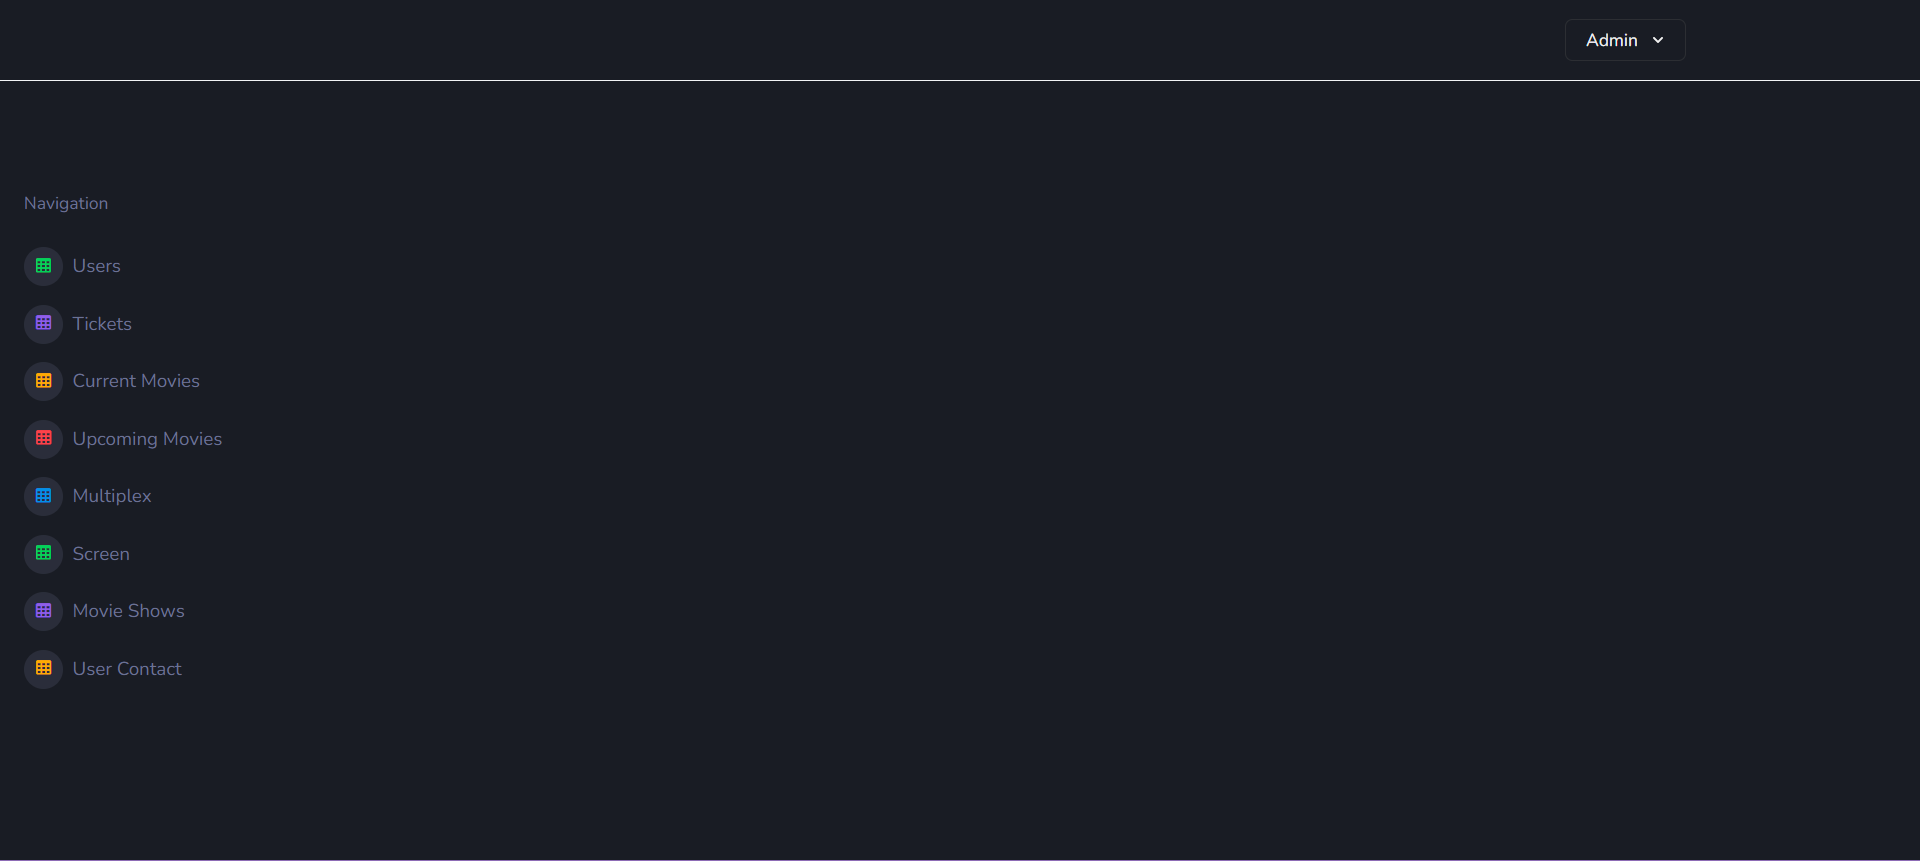 Admin
Navigation
Users
Tickets
Current Movies
Upcoming Movies
Multiplex
Screen
Movie Shows
User Contact